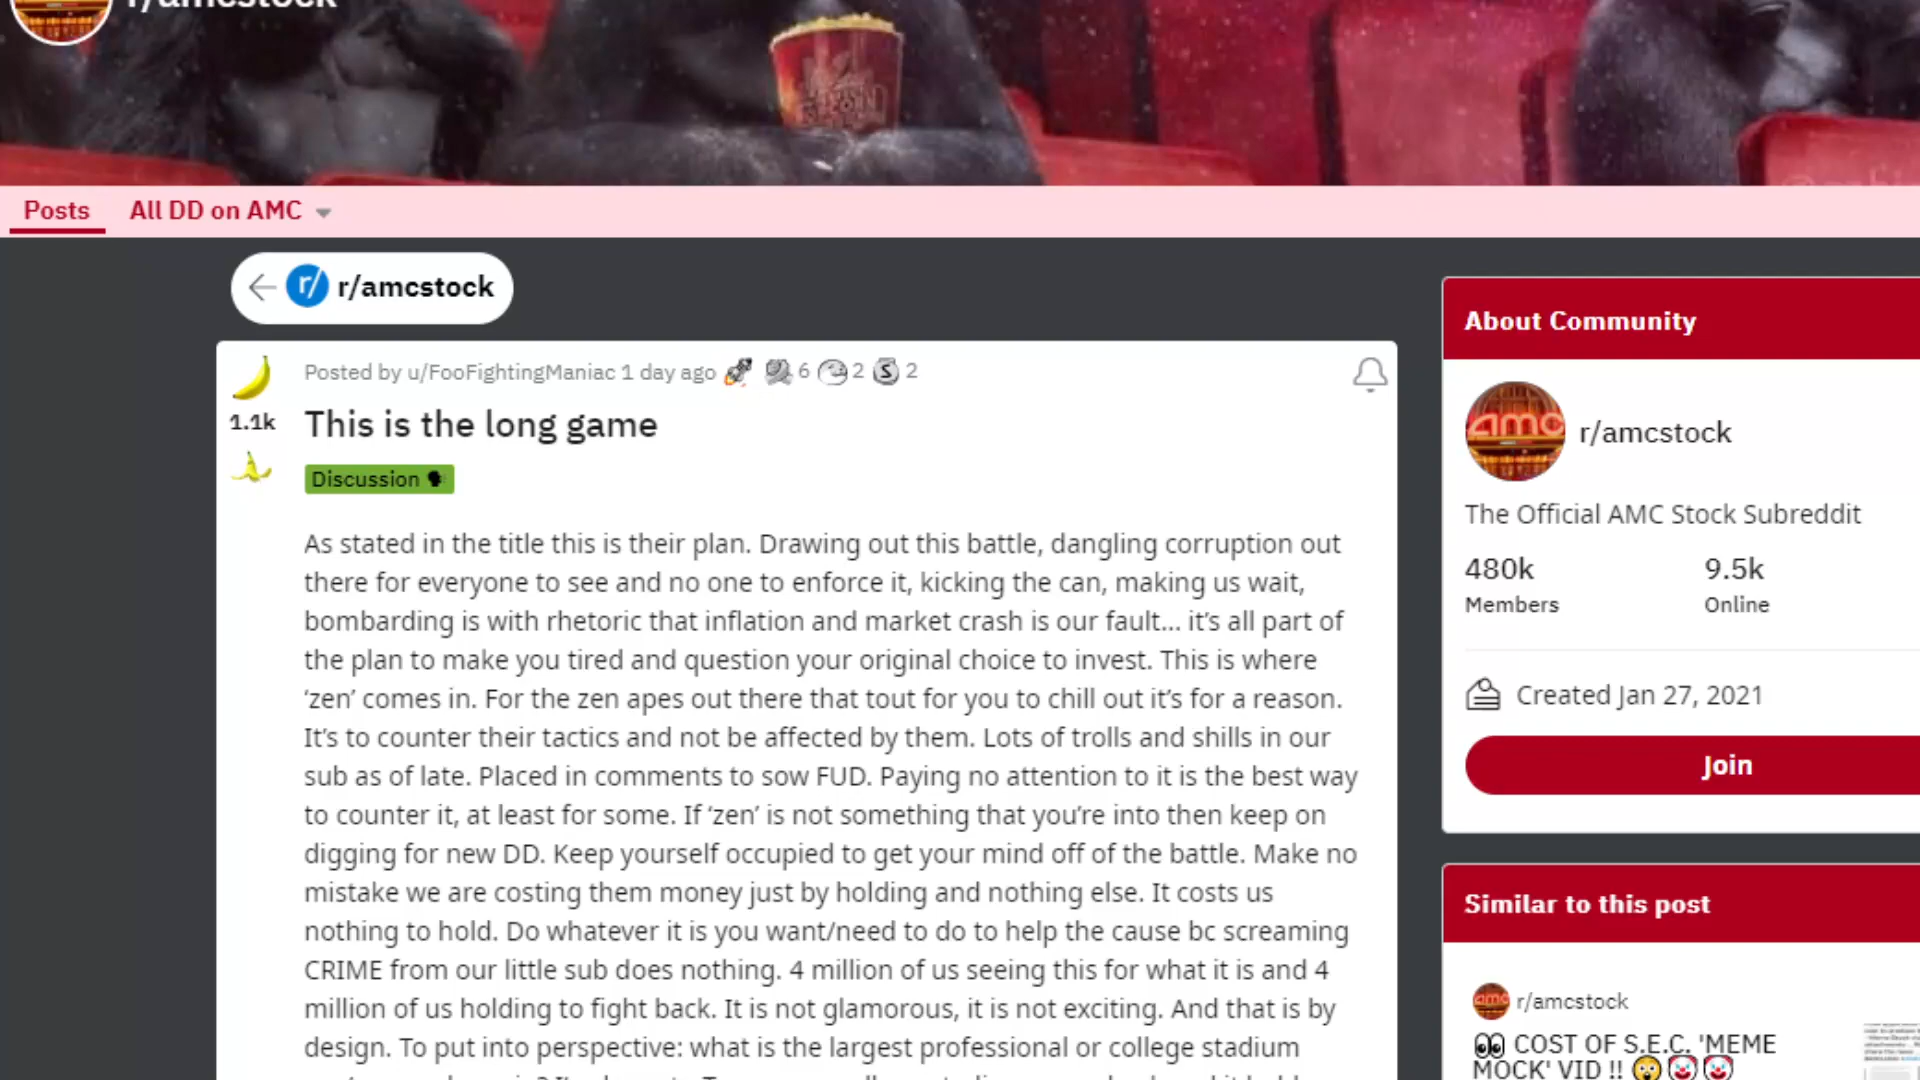 r/amcstock
Posts
All DD on AMC
r/ r/amcstock
Posted by u/FooFightingManiac 1 day ago 6 2 S 2
1.1k
This is the long game
Discussion
As stated in the title this is their plan. Drawing out this battle, dangling corruption out
there for everyone to see and no one to enforce it, kicking the can, making us wait,
bombarding is with rhetoric that inflation and market crash is our fault... it’s all part of
the plan to make you tired and question your original choice to invest. This is where
‘zen’ comes in. For the zen apes out there that tout for you to chill out it’s for a reason.
It’s to counter their tactics and not be affected by them. Lots of trolls and shills in our
sub as of late. Placed in comments to sow FUD. Paying no attention to it is the best way
to counter it, at least for some. If ‘zen’ is not something that you’re into then keep on
digging for new DD. Keep yourself occupied to get your mind off of the battle. Make no
mistake we are costing them money just by holding and nothing else. It costs us
nothing to hold. Do whatever it is you want/need to do to help the cause bc screaming
CRIME from our little sub does nothing. 4 million of us seeing this for what it is and 4
million of us holding to fight back. It is not glamorous, it is not exciting. And that is by
design. To put into perspective: what is the largest professional or college stadium
About Community
amc
r/amcstock
The Official AMC Stock Subreddit
480k 9.5k
Members Online
Created Jan 27, 2021
Join
Similar to this post
amc r/amcstock
COST OF S.E.C. 'MEME
MOCK' VID !!